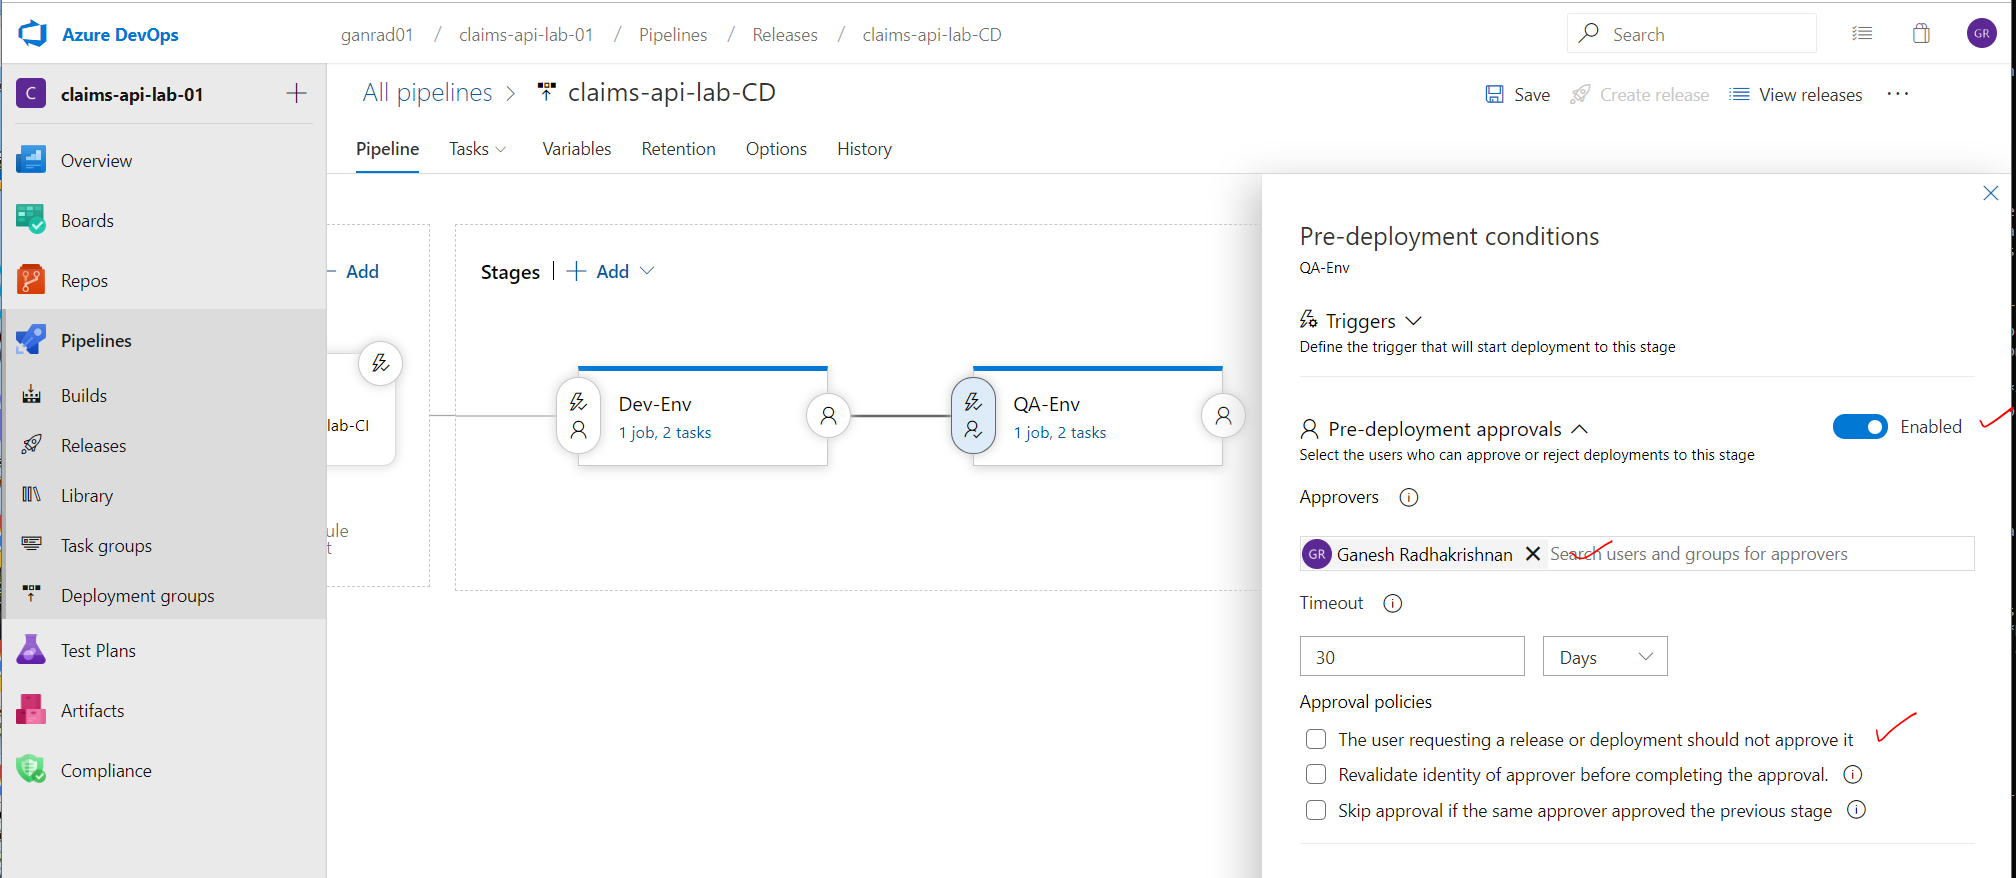 Azure DevOps
ganrad01 / claims-api-lab-01 / Pipelines / Releases / claims-api-lab-CD
Search
GR
C
claims-api-lab-01
Overview
Boards
Repos
Pipelines
Builds
Releases
Library
Task groups
Deployment groups
Test Plans
Artifacts
Compliance
All pipelines > claims-api-lab-CD
Save
Create release
View releases
...
Pipeline
Tasks
Variables
Retention
Options
History
Add
lab-CI
ule
t
Stages | + Add
Dev-Env
1 job, 2 tasks
QA-Env
1 job, 2 tasks
Pre-deployment conditions
QA-Env
Triggers
Define the trigger that will start deployment to this stage
Pre-deployment approvals
Enabled
Select the users who can approve or reject deployments to this stage
Approvers
GR Ganesh Radhakrishnan Search users and groups for approvers
Timeout
30
Days
Approval policies
The user requesting a release or deployment should not approve it
Revalidate identity of approver before completing the approval.
Skip approval if the same approver approved the previous stage